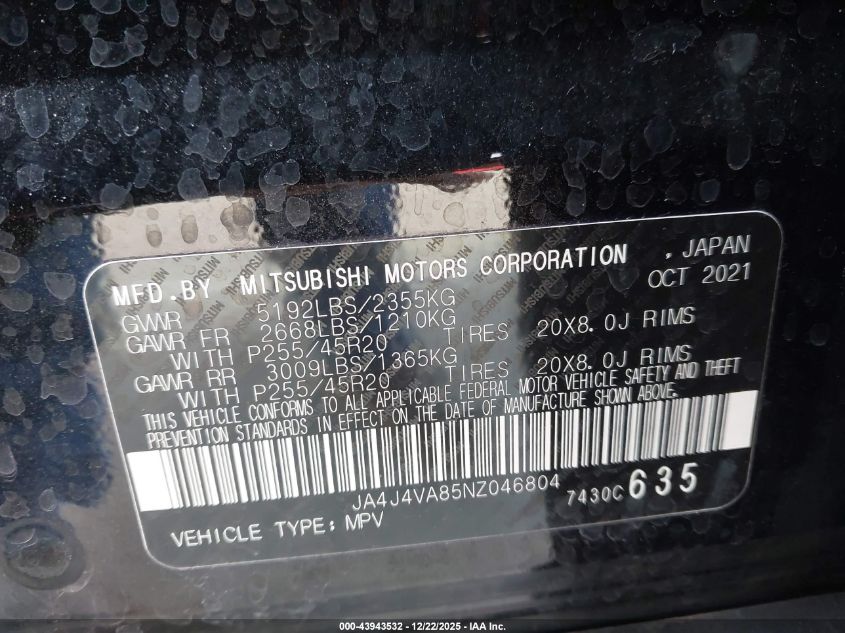 MFD.BY MITSUBISHI MOTORS CORPORATION , JAPAN
GVWR 5192LBS/2355KG OCT 2021
GAWR FR 2668LBS/1210KG
WITH P255/45R20 TIRES 20X8.0J RIMS
GAWR RR 3009LBS/1365KG
WITH P255/45R20 TIRES 20X8.0J RIMS
THIS VEHICLE CONFORMS TO ALL APPLICABLE FEDERAL MOTOR VEHICLE SAFETY AND THEFT
PREVENTION STANDARDS IN EFFECT ON THE DATE OF MANUFACTURE SHOWN ABOVE.
JA4J4VA85NZ046804 7430C 635
VEHICLE TYPE: MPV
000-43943532 - 12/22/2025 - IAA Inc.